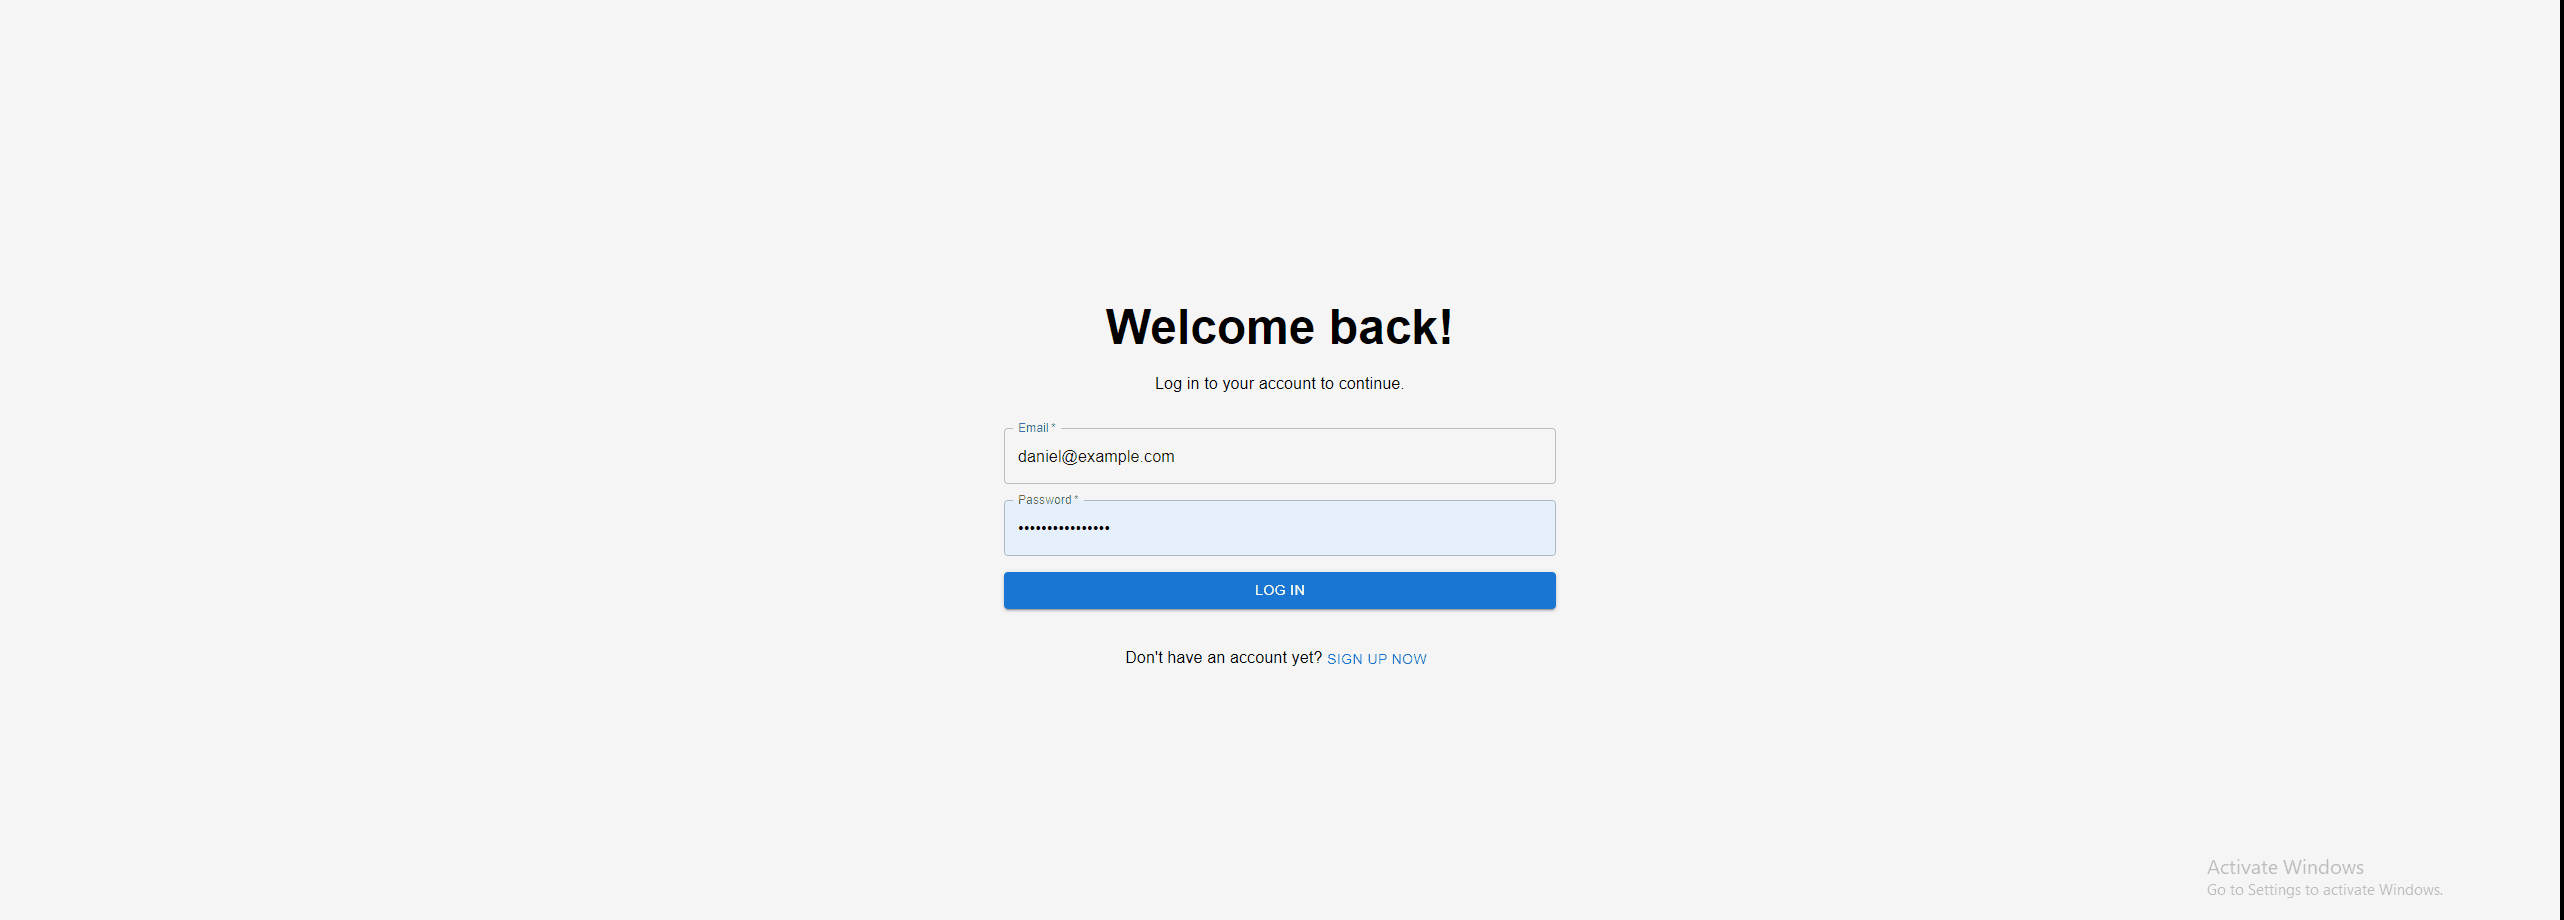 Welcome back!
Log in to your account to continue.
Email *
daniel@example.com
Password *
••••••••••••••••
LOG IN
Don't have an account yet? SIGN UP NOW
Activate Windows
Go to Settings to activate Windows.